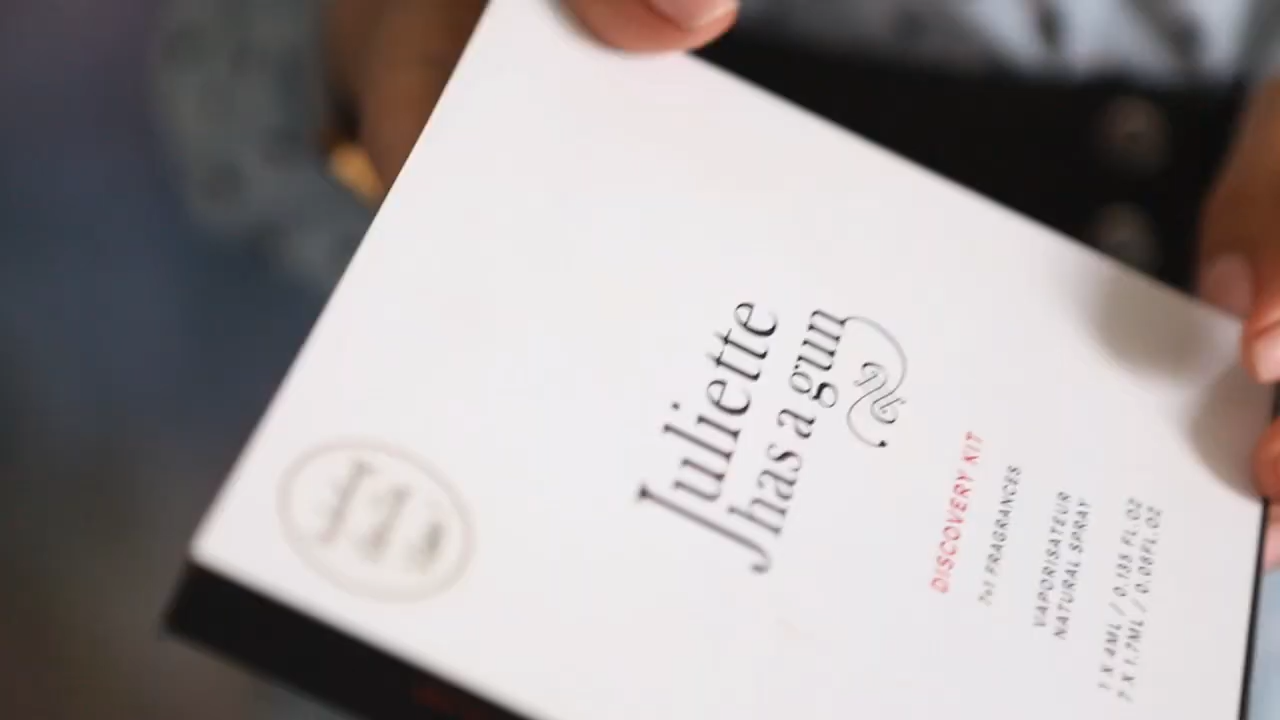 Juliette
has a gun
DISCOVERY KIT
7+1 FRAGRANCES
VAPORISATEUR
NATURAL SPRAY
1 X 4ML / 0.135 FL.OZ
7 X 1.7ML / 0.06FL.OZ